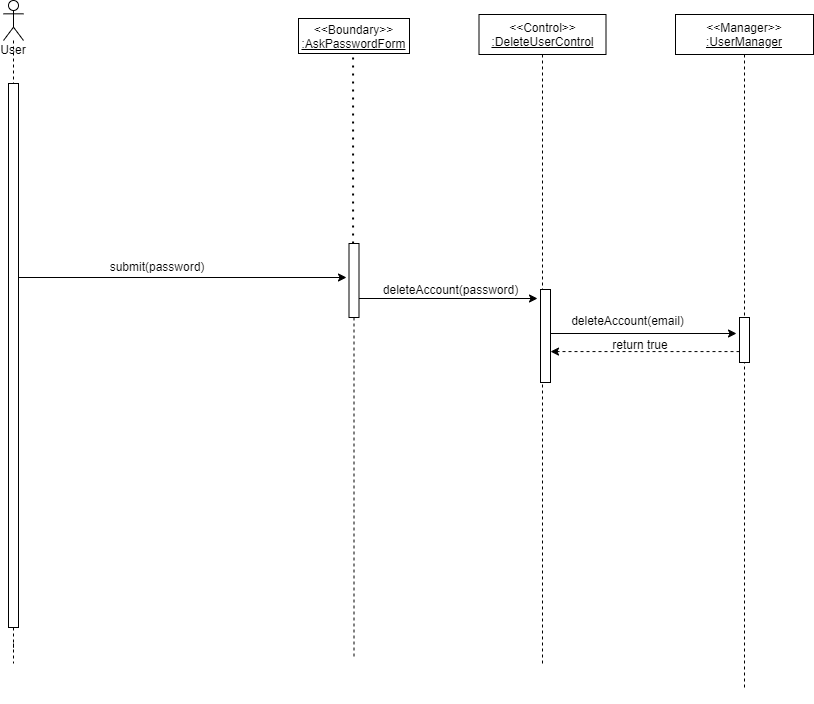 User
<<Boundary>>
:AskPasswordForm
<<Control>>
:DeleteUserControl
<<Manager>>
:UserManager
submit(password)
deleteAccount(password)
deleteAccount(email)
return true